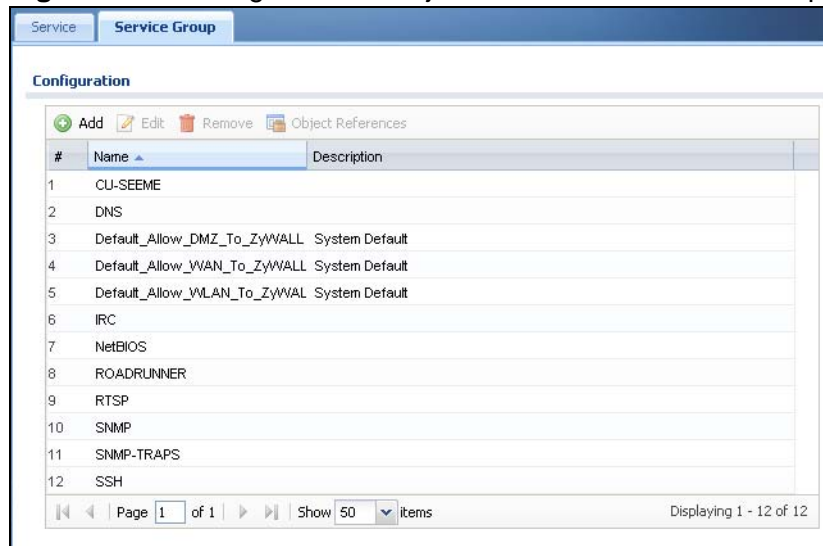 Service Service Group
Configuration
Add Edit Remove Object References
# Name Description
1 CU-SEEME
2 DNS
3 Default_Allow_DMZ_To_ZyWALL System Default
4 Default_Allow_WAN_To_ZyWALL System Default
5 Default_Allow_WLAN_To_ZyWAL System Default
6 IRC
7 NetBIOS
8 ROADRUNNER
9 RTSP
10 SNMP
11 SNMP-TRAPS
12 SSH
Page 1 of 1 Show 50 items Displaying 1 - 12 of 12